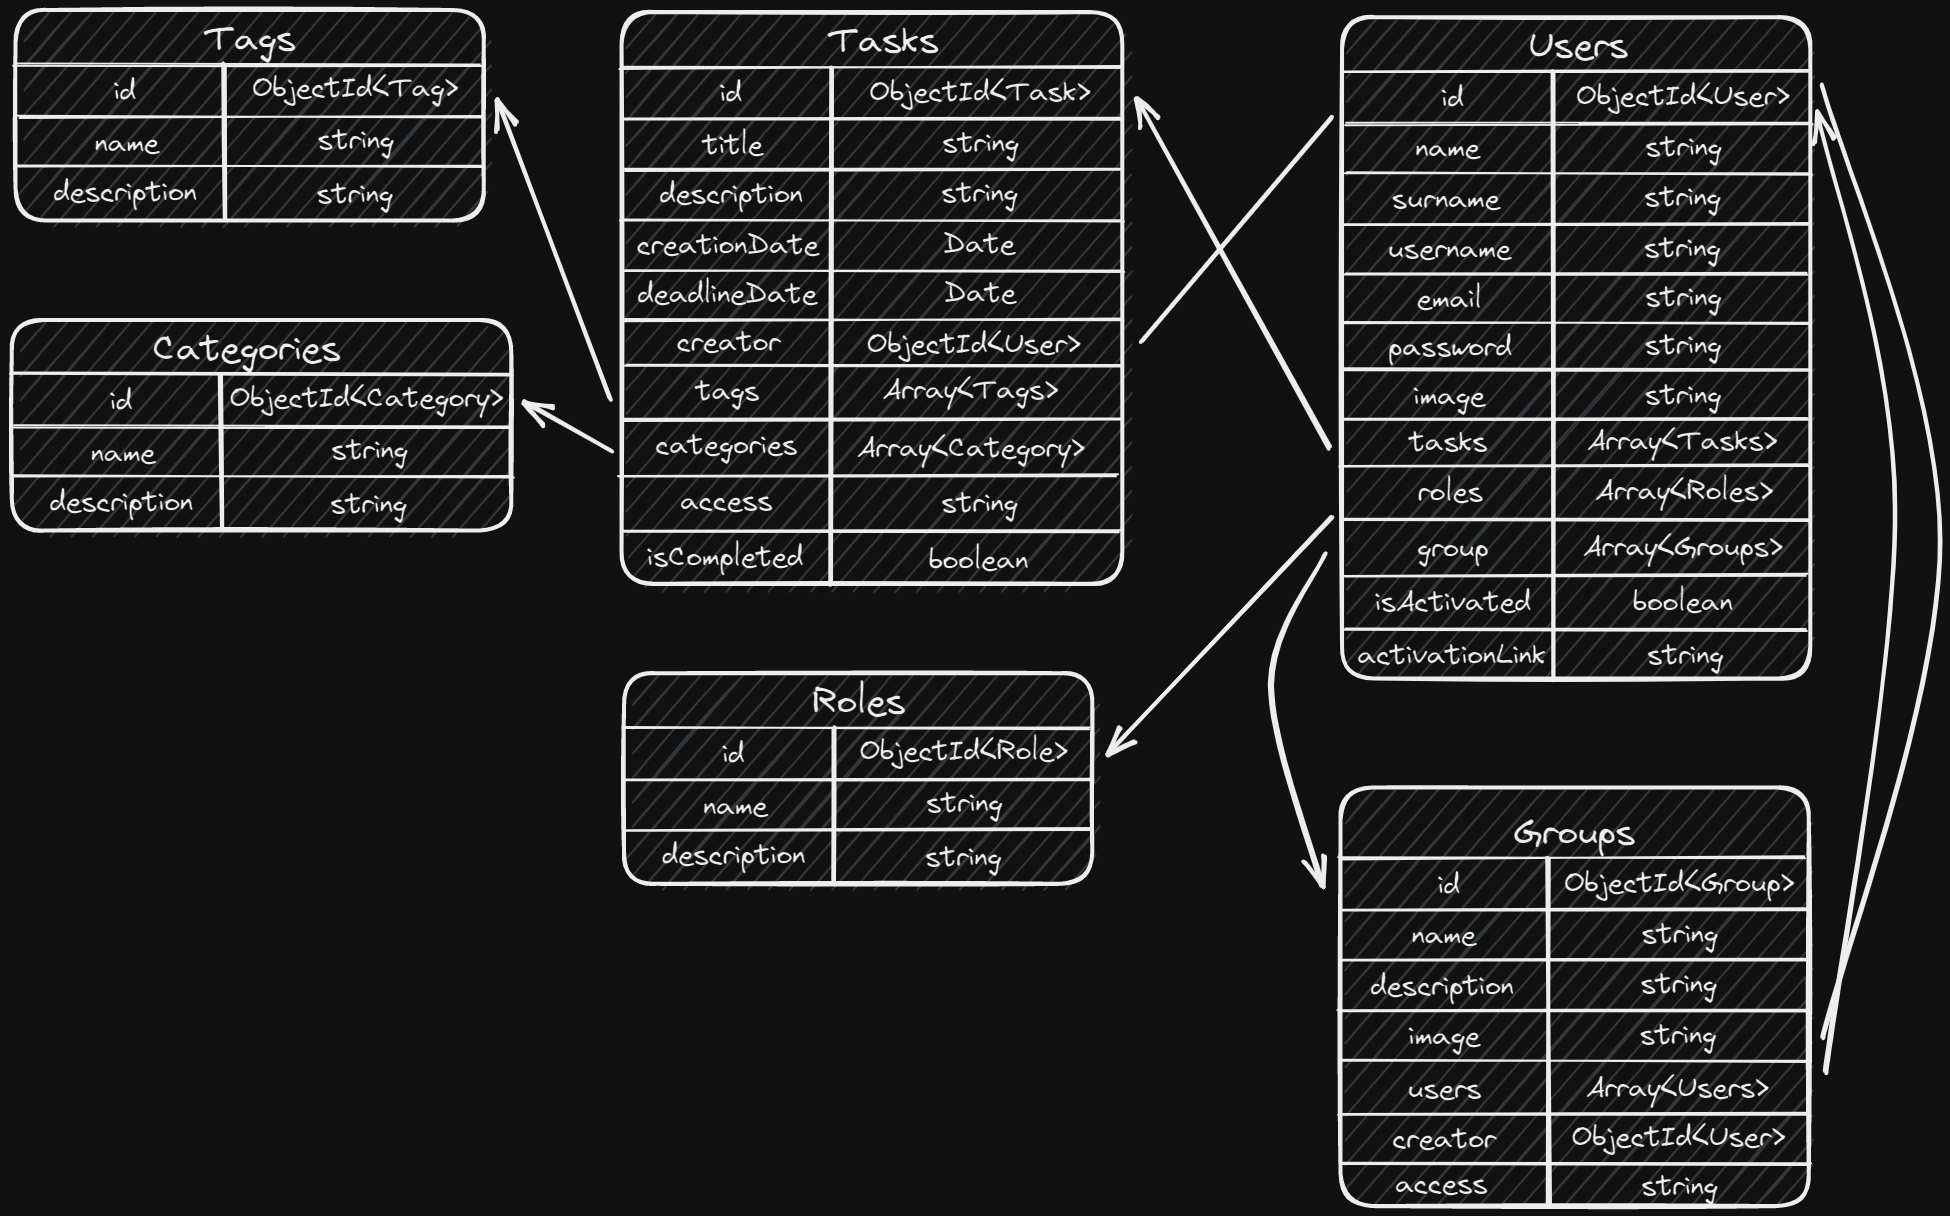 Tags
id ObjectId<Tag>
name string
description string
Categories
id ObjectId<Category>
name string
description string
Tasks
id ObjectId<Task>
title string
description string
creationDate Date
deadlineDate Date
creator ObjectId<User>
tags Array<Tags>
categories Array<Category>
access string
isCompleted boolean
Roles
id ObjectId<Role>
name string
description string
Users
id ObjectId<User>
name string
surname string
username string
email string
password string
image string
tasks Array<Tasks>
roles Array<Roles>
group Array<Groups>
isActivated boolean
activationLink string
Groups
id ObjectId<Group>
name string
description string
image string
users Array<Users>
creator ObjectId<User>
access string